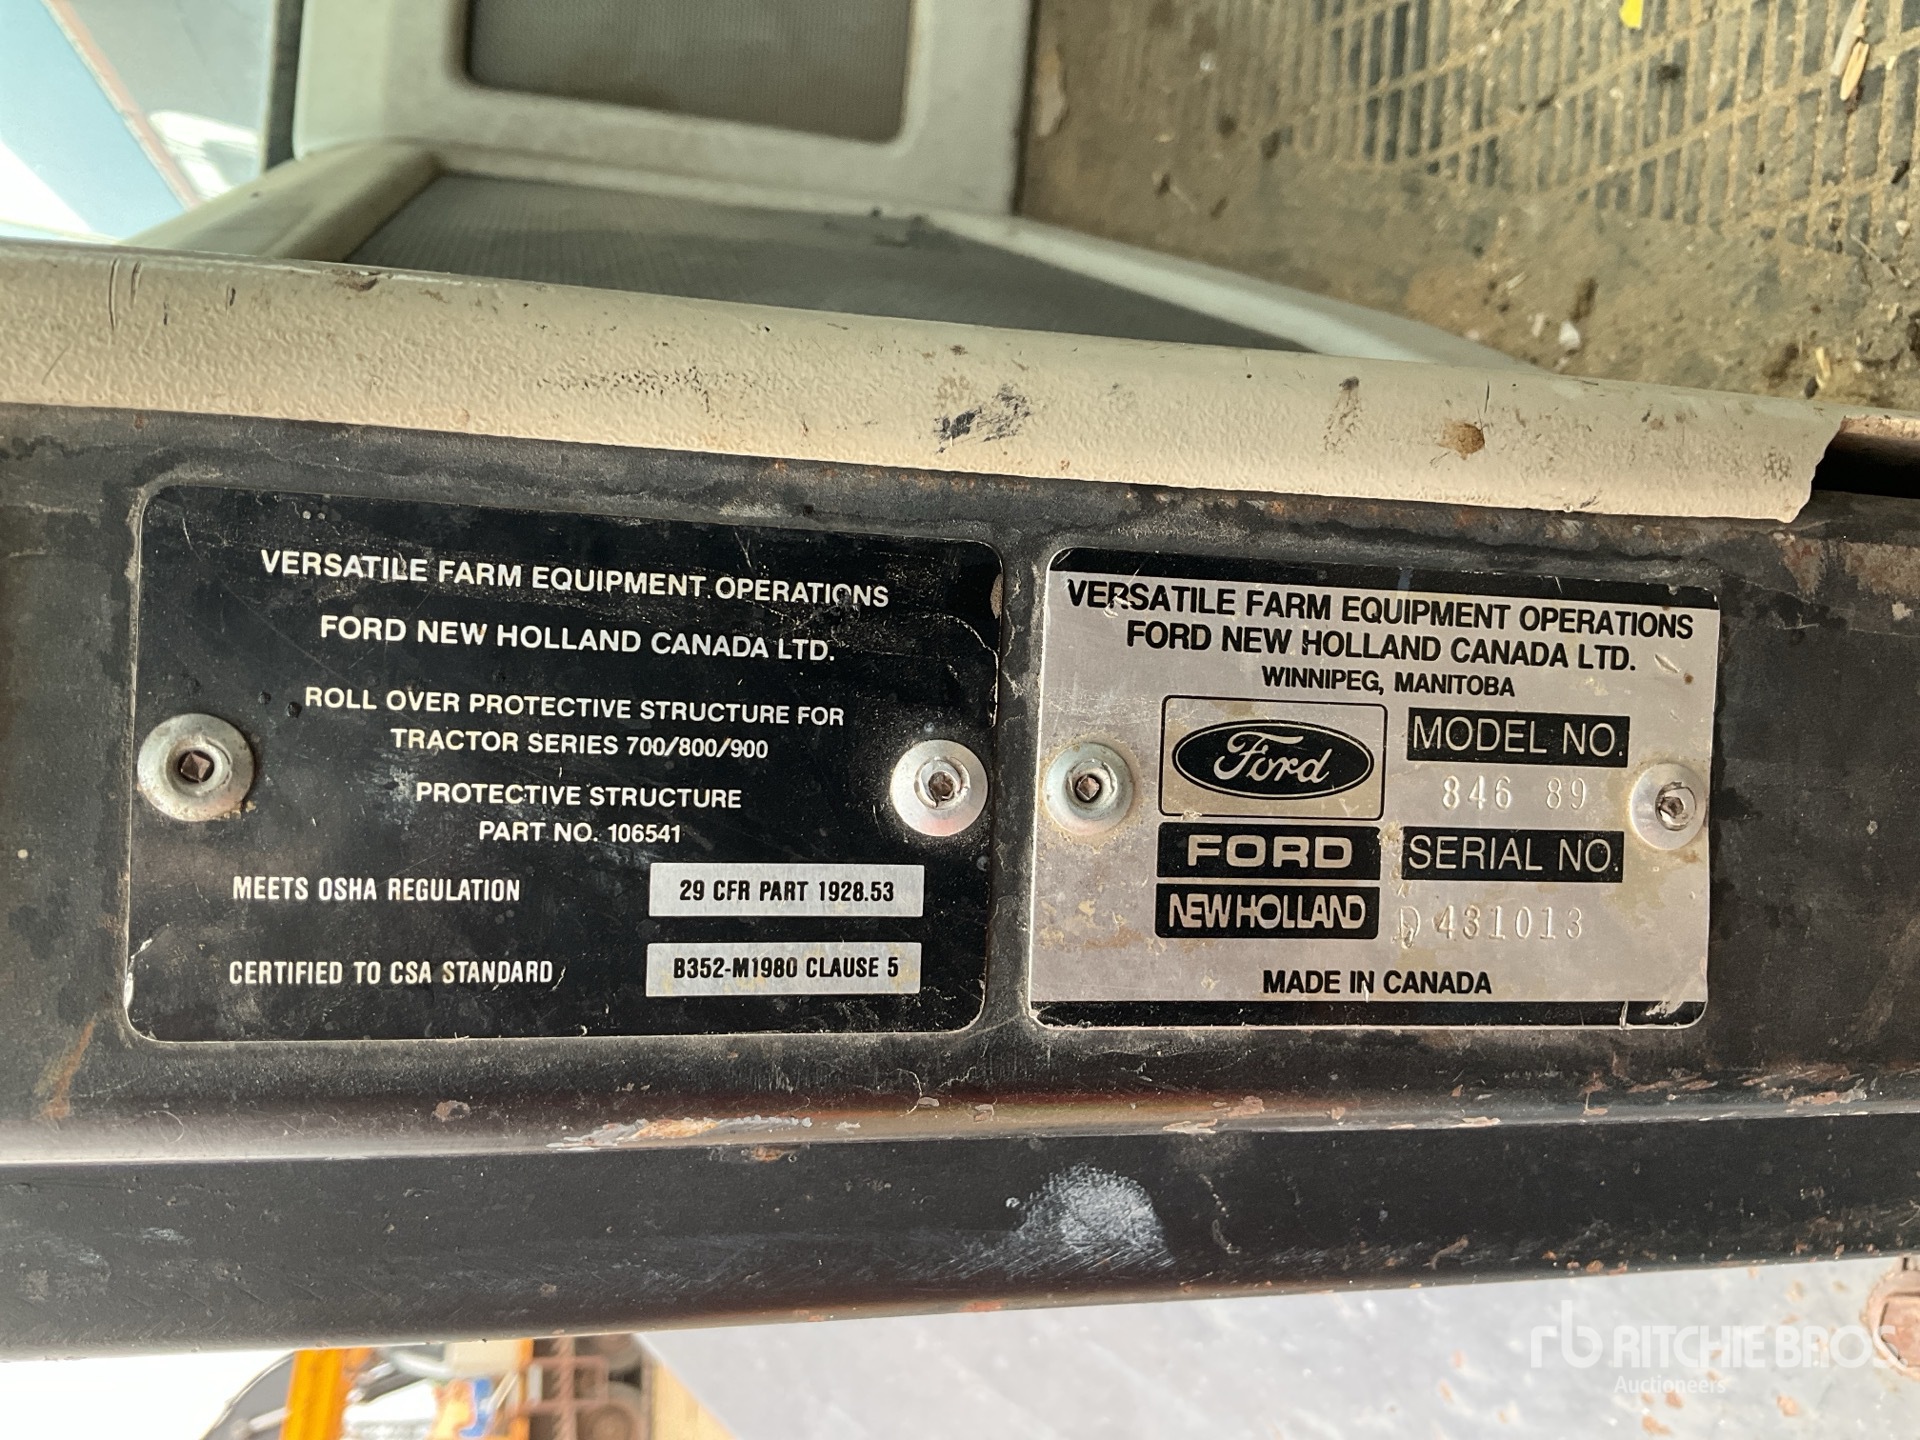 VERSATILE FARM EQUIPMENT OPERATIONS
FORD NEW HOLLAND CANADA LTD.
ROLL OVER PROTECTIVE STRUCTURE FOR
TRACTOR SERIES 700/800/900
PROTECTIVE STRUCTURE
PART NO. 106541
MEETS OSHA REGULATION 29 CFR PART 1928.53
CERTIFIED TO CSA STANDARD B352-M1980 CLAUSE 5
VERSATILE FARM EQUIPMENT OPERATIONS
FORD NEW HOLLAND CANADA LTD.
WINNIPEG, MANITOBA
Ford
FORD
NEW HOLLAND
MODEL NO.
846 89
SERIAL NO.
D431013
MADE IN CANADA
rb RITCHIE BROS.
Auctioneers